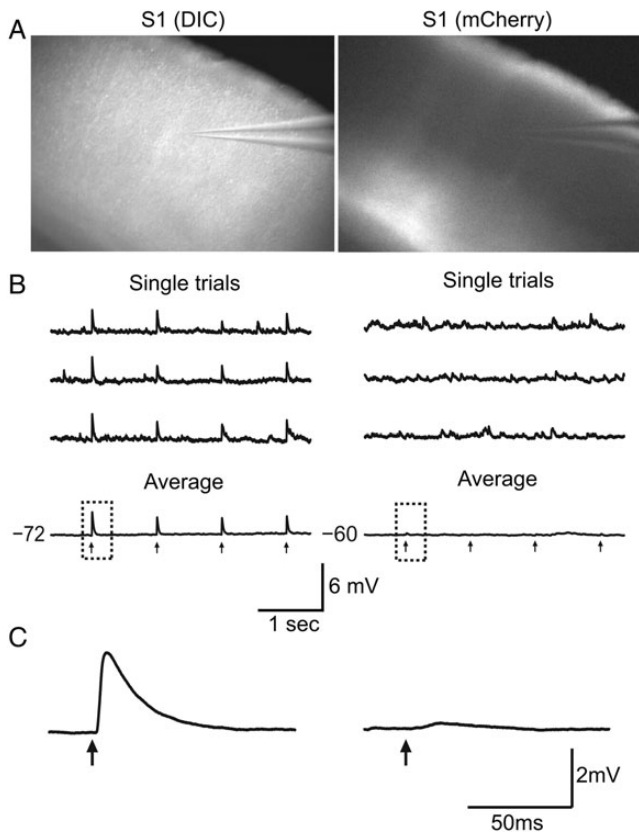 A
S1 (DIC)
S1 (mCherry)
B
Single trials
Single trials
Average
Average
−72
−60
6 mV
1 sec
C
2mV
50ms